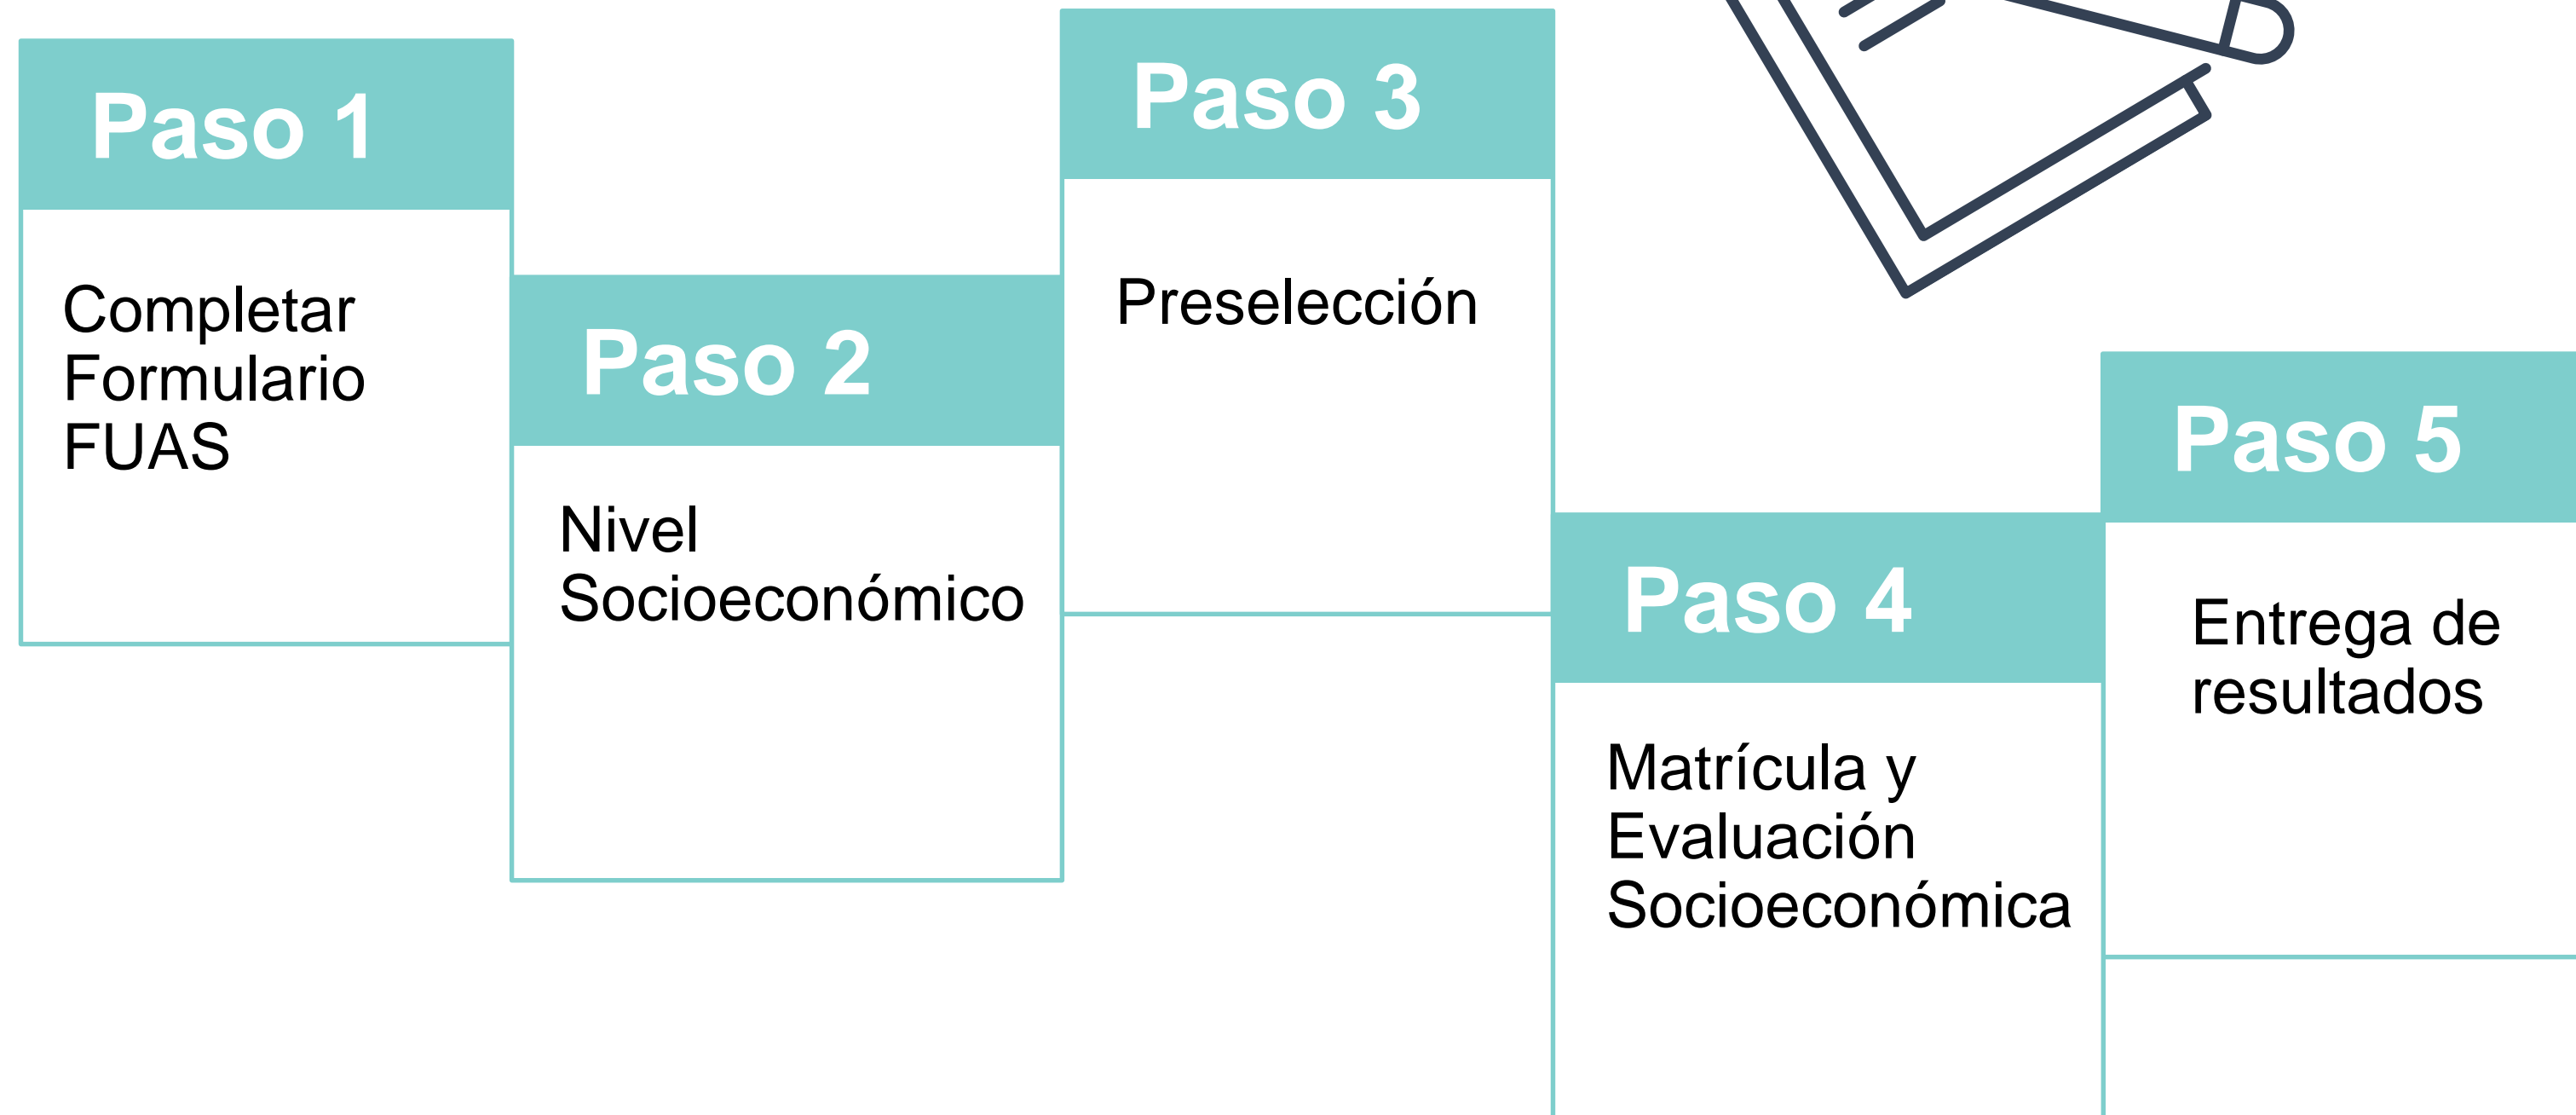 Paso 1
Completar
Formulario
FUAS
Paso 2
Nivel
Socioeconómico
Paso 3
Preselección
Paso 4
Matrícula y
Evaluación
Socioeconómica
Paso 5
Entrega de
resultados